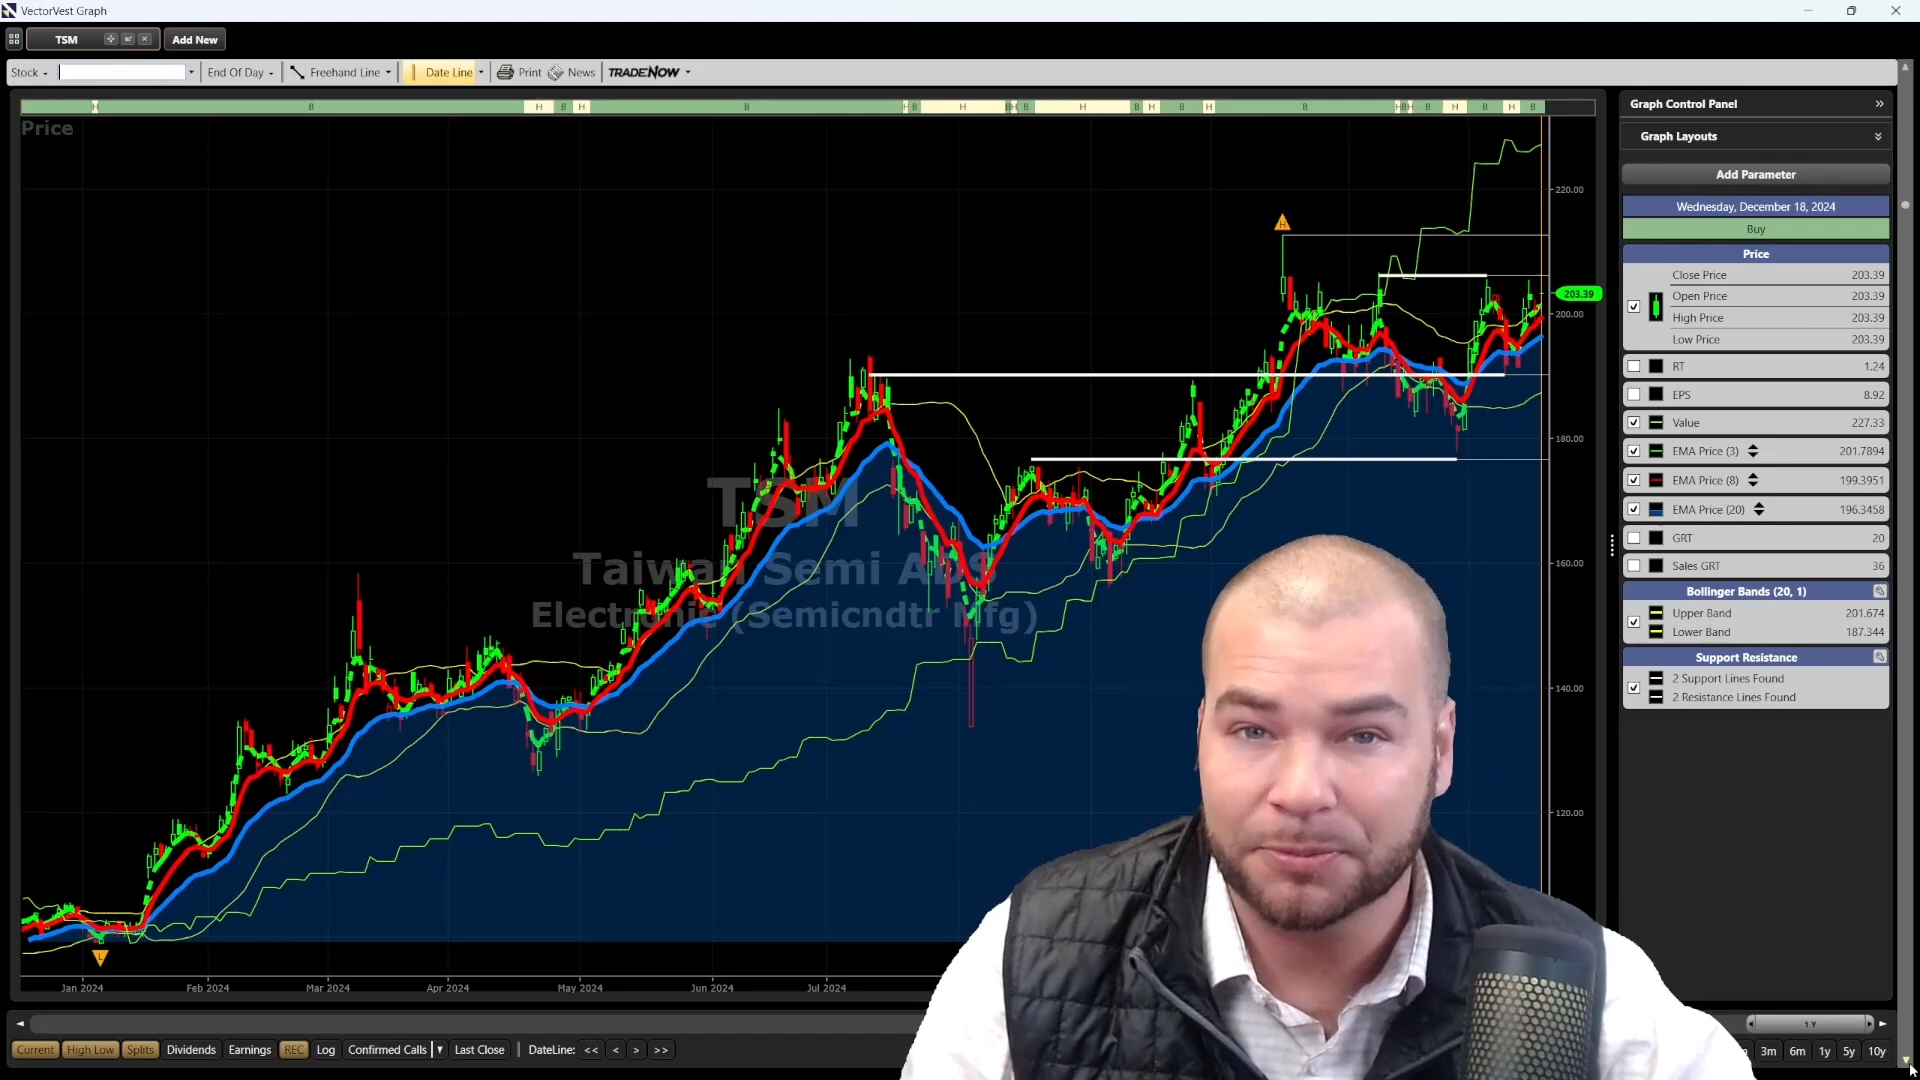 VectorVest Graph
TSM
Add New
Stock
End Of Day
Freehand Line
Date Line
Print
News
TRADENOW
H B H B H B H B H B H B H B H B H B H B H B H B H B
Price
220.00
203.39
200.00
180.00
160.00
140.00
120.00
TSM
Taiwan Semi ADS
Electronic (Semicndtr Mfg)
H
L
Jan 2024 Feb 2024 Mar 2024 Apr 2024 May 2024 Jun 2024 Jul 2024
Graph Control Panel
Graph Layouts
Add Parameter
Wednesday, December 18, 2024
Buy
Price
Close Price 203.39
Open Price 203.39
High Price 203.39
Low Price 203.39
RT 1.24
EPS 8.92
Value 227.33
EMA Price (3) 201.7894
EMA Price (8) 199.3951
EMA Price (20) 196.3458
GRT 20
Sales GRT 36
Bollinger Bands (20, 1)
Upper Band 201.674
Lower Band 187.344
Support Resistance
2 Support Lines Found
2 Resistance Lines Found
1 Y
Current High Low Splits Dividends Earnings REC Log Confirmed Calls Last Close DateLine: << < > >>
3m 6m 1y 5y 10y